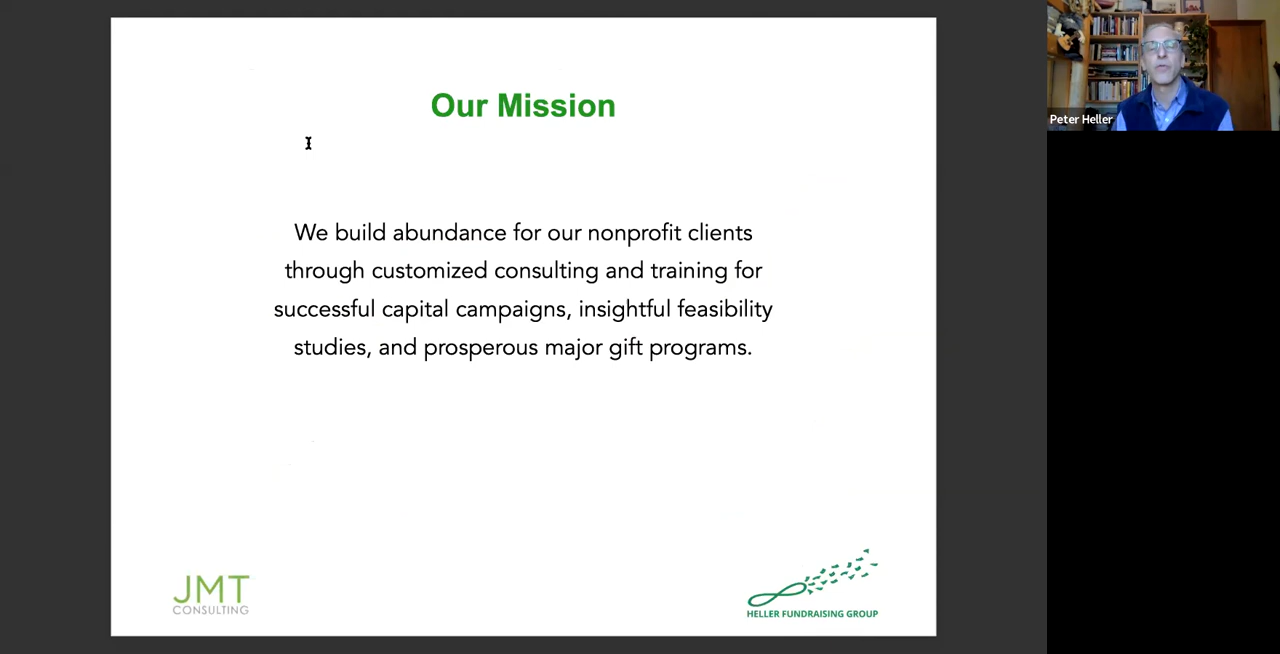 Our Mission
We build abundance for our nonprofit clients
through customized consulting and training for
successful capital campaigns, insightful feasibility
studies, and prosperous major gift programs.
JMT
CONSULTING
HELLER FUNDRAISING GROUP
Peter Heller